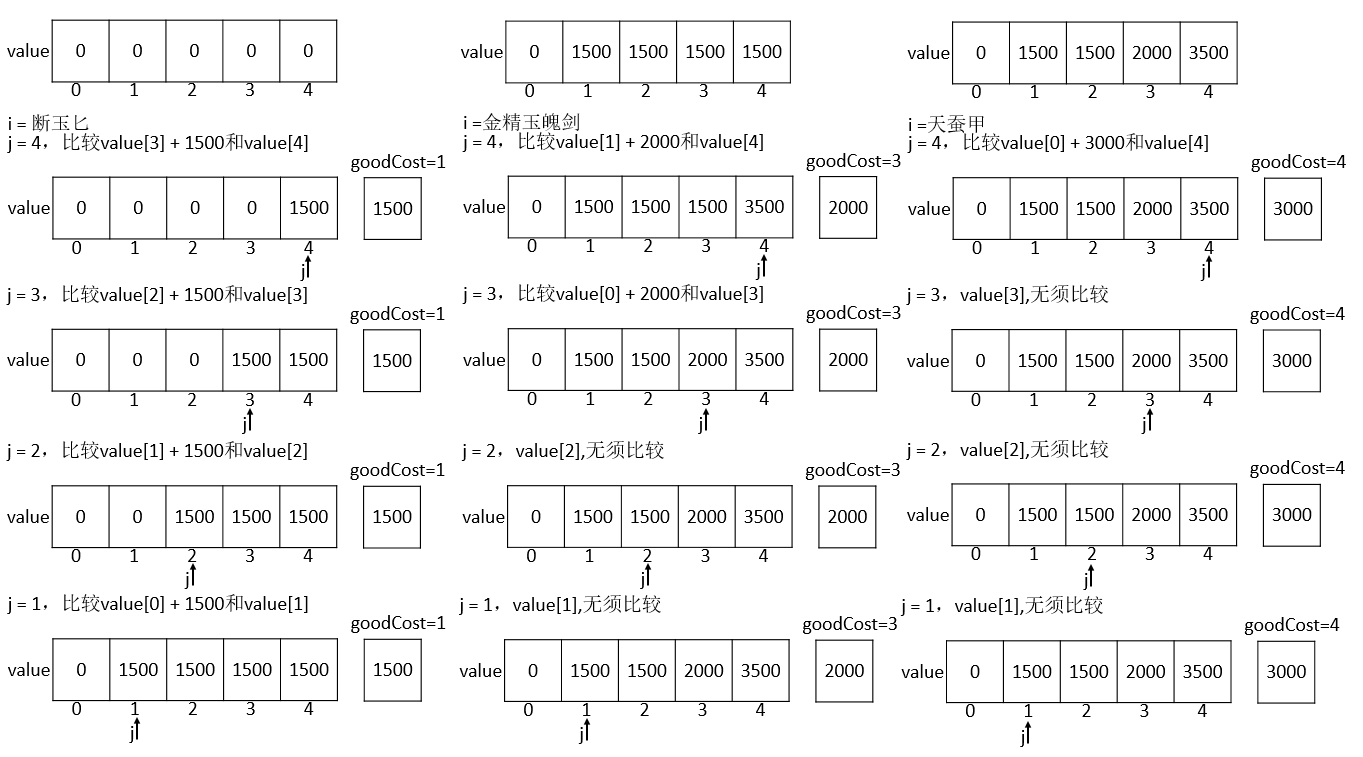 value 0 0 0 0 0
0 1 2 3 4
i = 断玉匕
j = 4，比较value[3] + 1500和value[4]
goodCost=1
value 0 0 0 0 1500 1500
0 1 2 3 4
j
j = 3，比较value[2] + 1500和value[3]
goodCost=1
value 0 0 0 1500 1500 1500
0 1 2 3 4
j
j = 2，比较value[1] + 1500和value[2]
goodCost=1
value 0 0 1500 1500 1500 1500
0 1 2 3 4
j
j = 1，比较value[0] + 1500和value[1]
goodCost=1
value 0 1500 1500 1500 1500 1500
0 1 2 3 4
j
value 0 1500 1500 1500 1500
0 1 2 3 4
i =金精玉魄剑
j = 4，比较value[1] + 2000和value[4]
goodCost=3
value 0 1500 1500 1500 3500 2000
0 1 2 3 4
j
j = 3，比较value[0] + 2000和value[3]
goodCost=3
value 0 1500 1500 2000 3500 2000
0 1 2 3 4
j
j = 2，value[2],无须比较
goodCost=3
value 0 1500 1500 2000 3500 2000
0 1 2 3 4
j
j = 1，value[1],无须比较
goodCost=3
value 0 1500 1500 2000 3500 2000
0 1 2 3 4
j
value 0 1500 1500 2000 3500
0 1 2 3 4
i =天蚕甲
j = 4，比较value[0] + 3000和value[4]
goodCost=4
value 0 1500 1500 2000 3500 3000
0 1 2 3 4
j
j = 3，value[3],无须比较
goodCost=4
value 0 1500 1500 2000 3500 3000
0 1 2 3 4
j
j = 2，value[2],无须比较
goodCost=4
value 0 1500 1500 2000 3500 3000
0 1 2 3 4
j
j = 1，value[1],无须比较
goodCost=4
value 0 1500 1500 2000 3500 3000
0 1 2 3 4
j